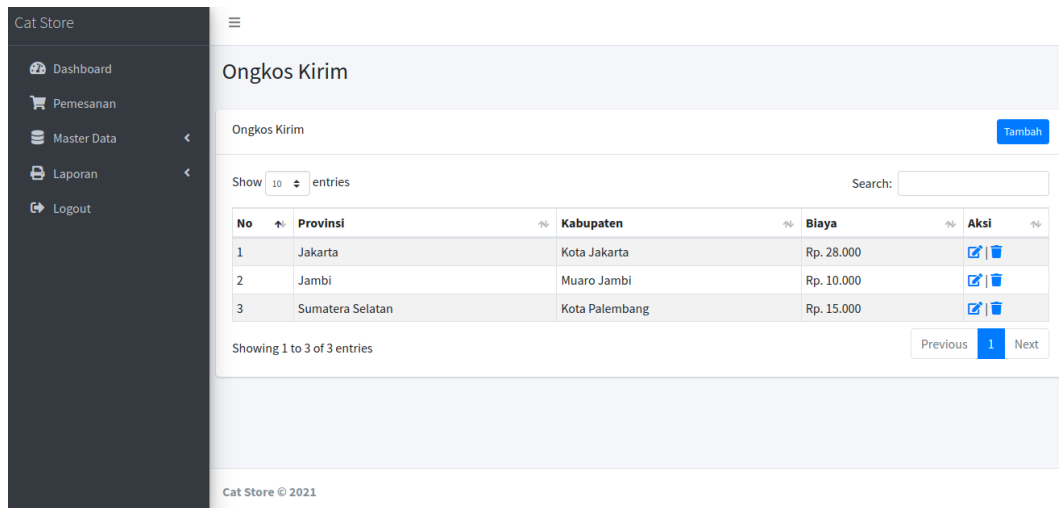 Cat Store
Dashboard
Pemesanan
Master Data
Laporan
Logout
Ongkos Kirim
Ongkos Kirim Tambah
Show 10 entries Search:
No Provinsi Kabupaten Biaya Aksi
1 Jakarta Kota Jakarta Rp. 28.000 |
2 Jambi Muaro Jambi Rp. 10.000 |
3 Sumatera Selatan Kota Palembang Rp. 15.000 |
Showing 1 to 3 of 3 entries Previous 1 Next
Cat Store © 2021